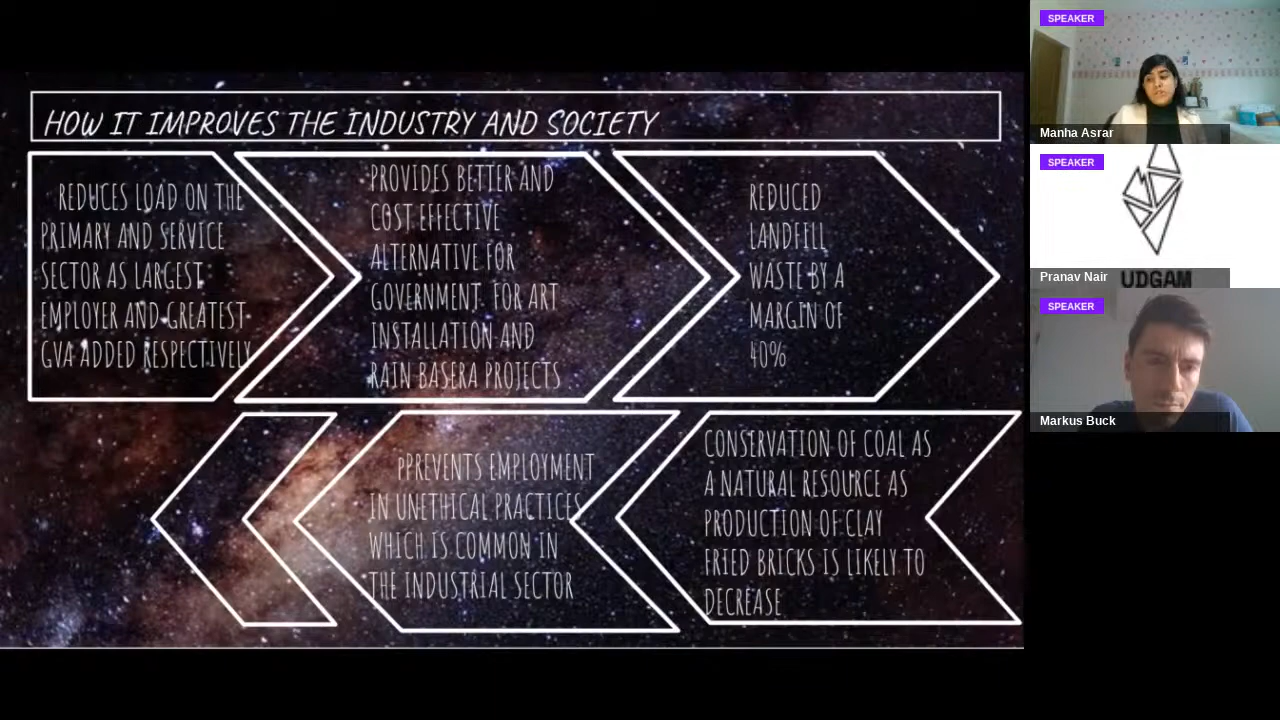 HOW IT IMPROVES THE INDUSTRY AND SOCIETY
REDUCES LOAD ON THE
PRIMARY AND SERVICE
SECTOR AS LARGEST
EMPLOYER AND GREATEST
GVA ADDED RESPECTIVELY
PROVIDES BETTER AND
COST EFFECTIVE
ALTERNATIVE FOR
GOVERNMENT FOR ART
INSTALLATION AND
RAIN BASERA PROJECTS
REDUCED
LANDFILL
WASTE BY A
MARGIN OF
40%
pPREVENTS EMPLOYMENT
IN UNETHICAL PRACTICES
WHICH IS COMMON IN
THE INDUSTRIAL SECTOR
CONSERVATION OF COAL AS
A NATURAL RESOURCE AS
PRODUCTION OF CLAY
FRIED BRICKS IS LIKELY TO
DECREASE
SPEAKER
Manha Asrar
SPEAKER
Pranav Nair
UDGAM
SPEAKER
Markus Buck